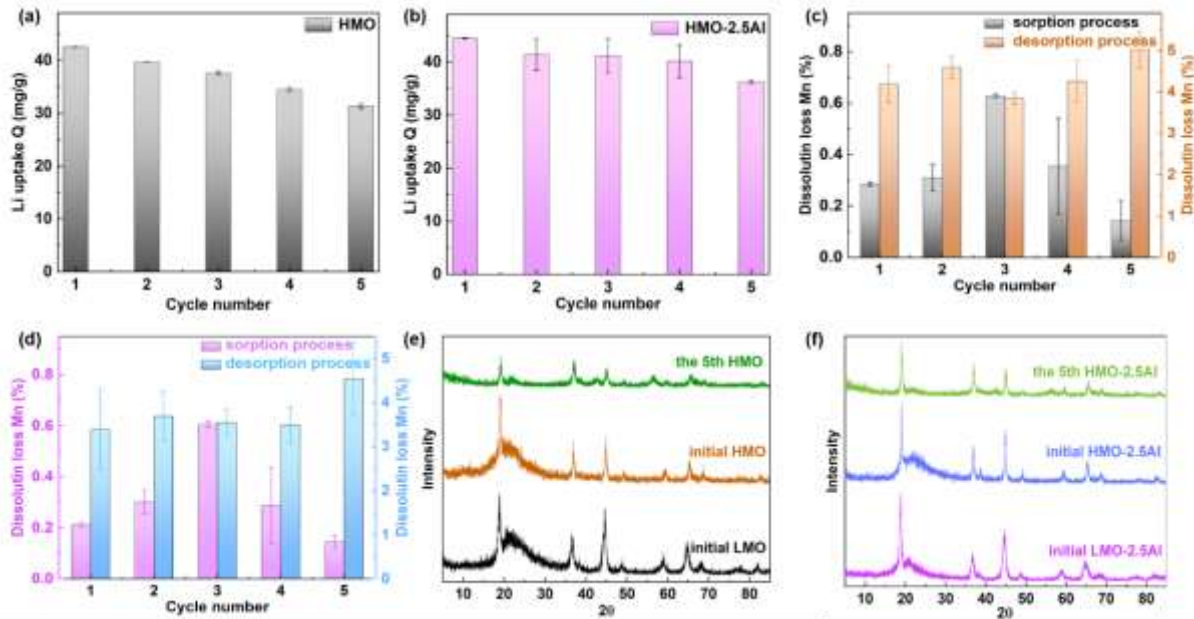 (a)
HMO
Li uptake Q (mg/g)
40
30
20
10
0
1 2 3 4 5
Cycle number
(b)
HMO-2.5Al
Li uptake Q (mg/g)
40
30
20
10
0
1 2 3 4 5
Cycle number
(c)
sorption process
desorption process
Dissolutin loss Mn (%)
0.8
0.6
0.4
0.2
0.0
5
4
3
2
1
0
Dissolutin loss Mn (%)
1 2 3 4 5
Cycle number
(d)
sorption process
desorption process
Dissolutin loss Mn (%)
0.8
0.6
0.4
0.2
0.0
5
4
3
2
1
0
Dissolutin loss Mn (%)
1 2 3 4 5
Cycle number
(e)
the 5th HMO
initial HMO
initial LMO
Intensity
10 20 30 40 50 60 70 80
2θ
(f)
the 5th HMO-2.5Al
initial HMO-2.5Al
initial LMO-2.5Al
Intensity
10 20 30 40 50 60 70 80
2θ